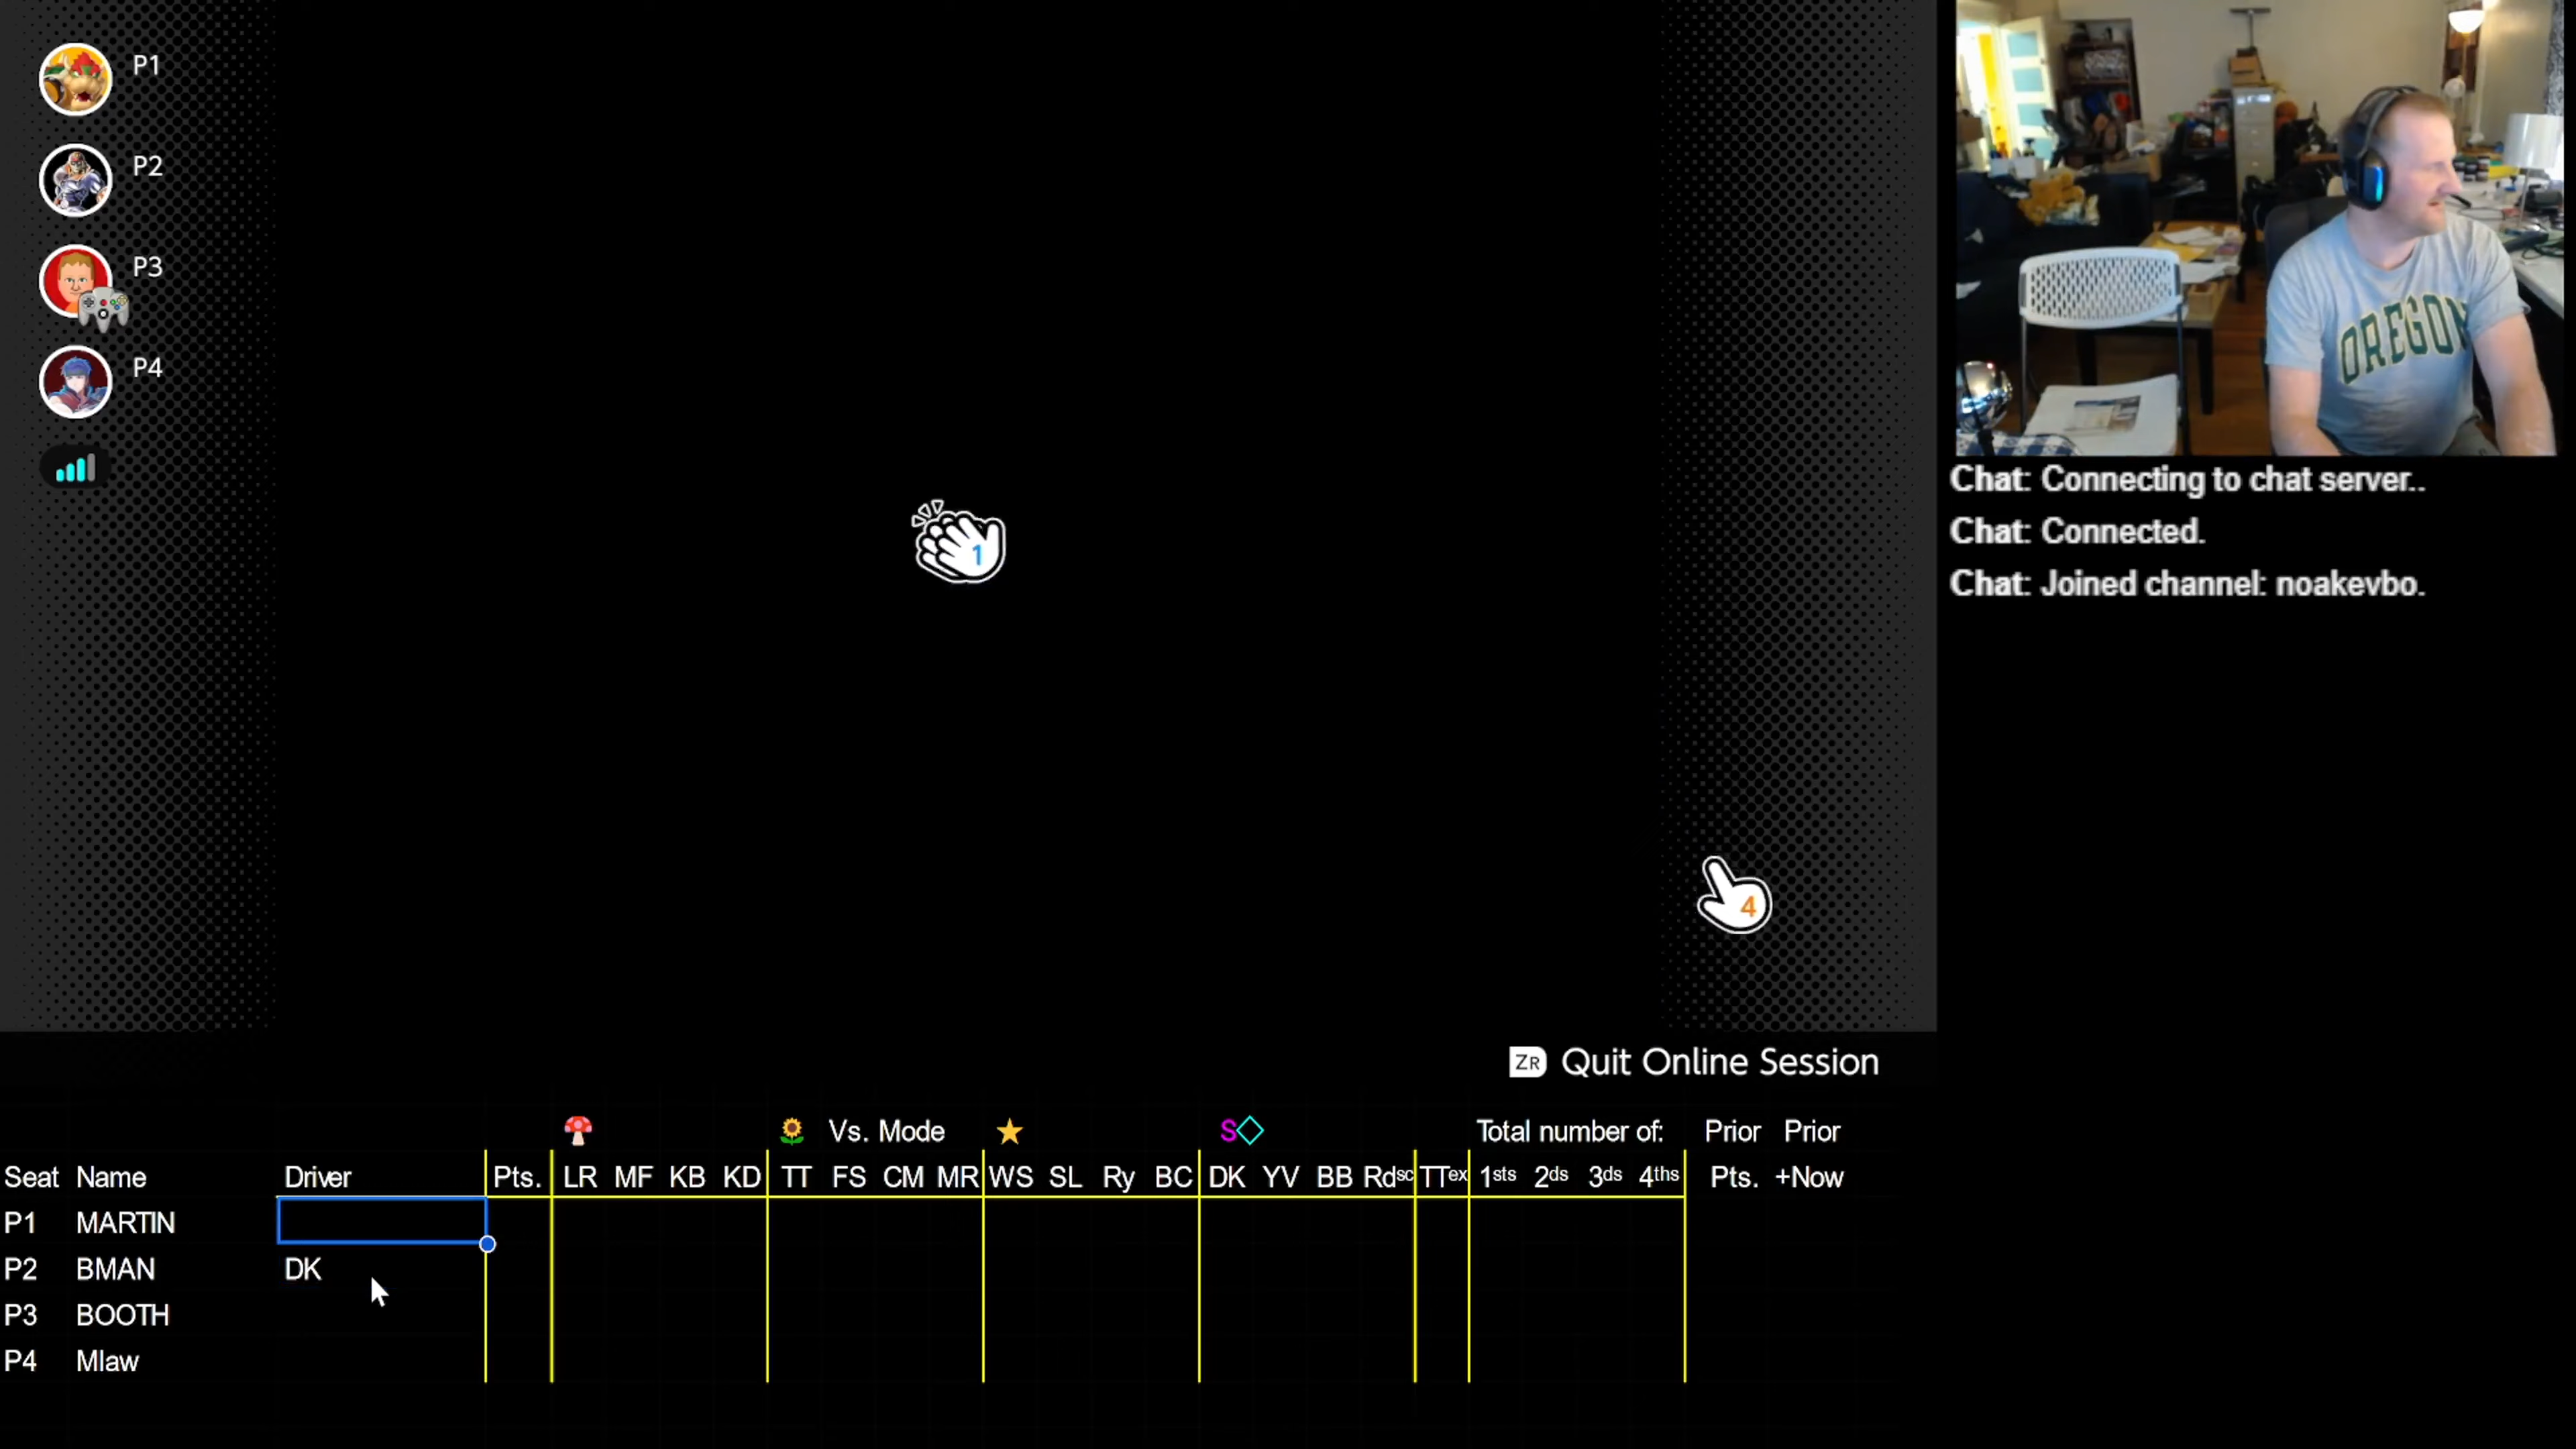 P1
P2
P3
P4
1
4
OREGON
Chat: Connecting to chat server..
Chat: Connected.
Chat: Joined channel: noakevbo.
ZR Quit Online Session
Vs. Mode S Total number of: Prior Prior
Seat Name Driver Pts. LR MF KB KD TT FS CM MR WS SL Ry BC DK YV BB Rdsc TTex 1sts 2ds 3ds 4ths Pts. +Now
P1 MARTIN
P2 BMAN DK
P3 BOOTH
P4 Mlaw